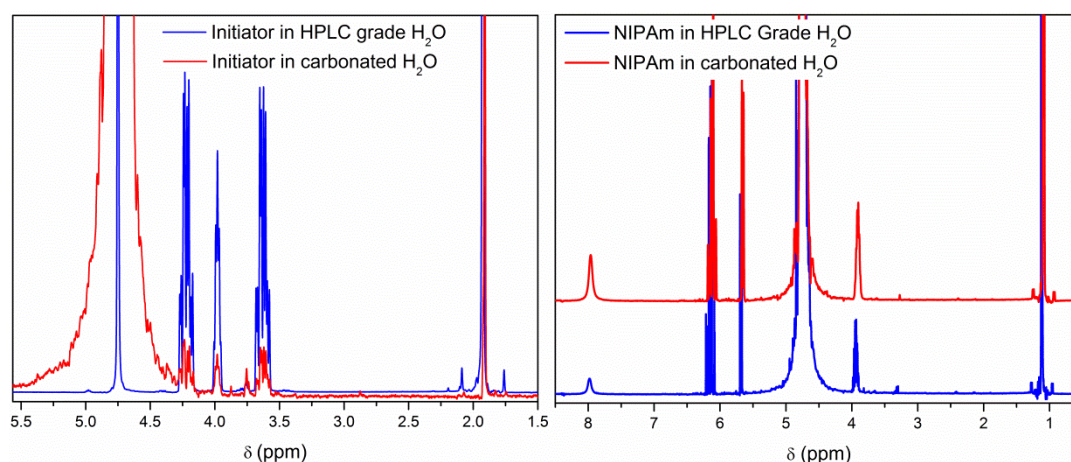 Initiator in HPLC grade H₂O
Initiator in carbonated H₂O
5.5 5.0 4.5 4.0 3.5 3.0 2.5 2.0 1.5
δ (ppm)
NIPAm in HPLC Grade H₂O
NIPAm in carbonated H₂O
8 7 6 5 4 3 2 1
δ (ppm)